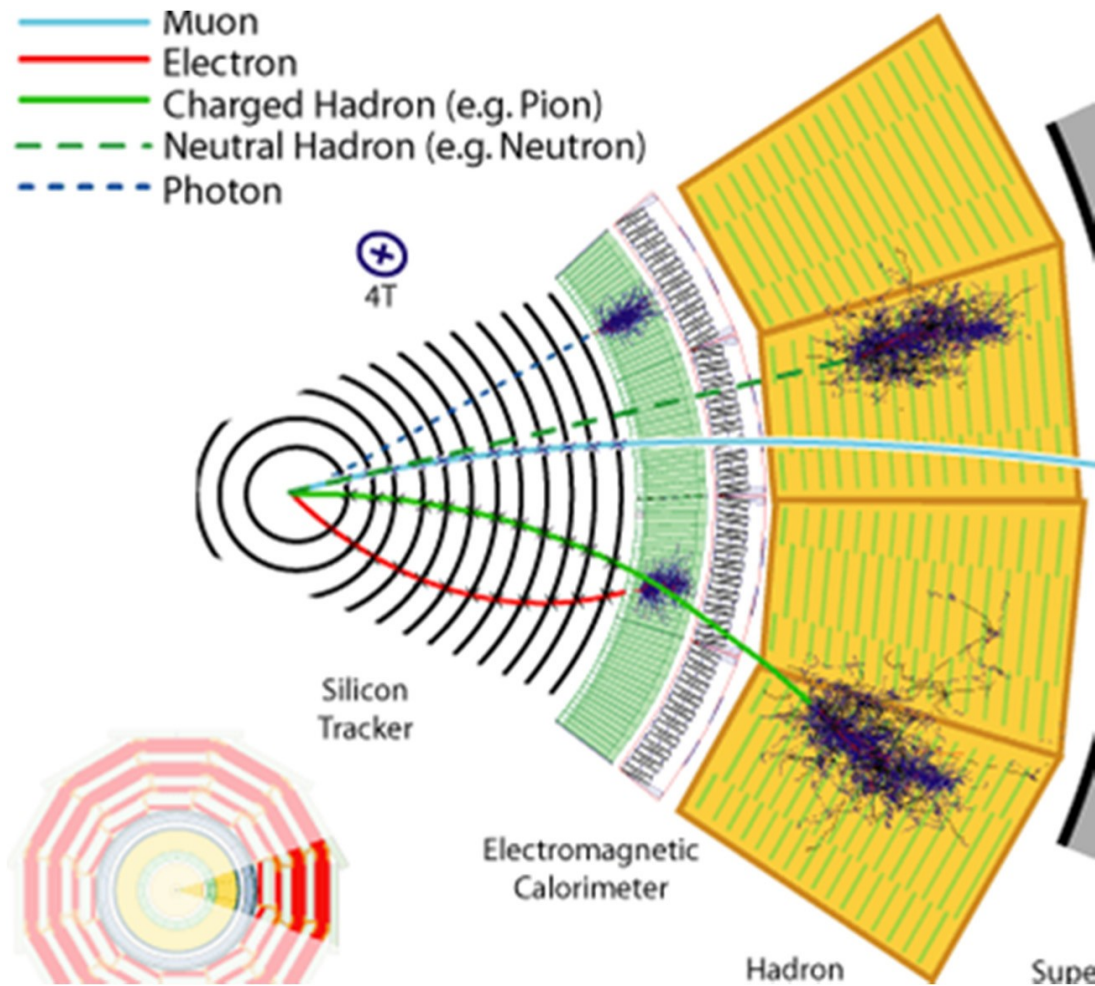 Muon
Electron
Charged Hadron (e.g. Pion)
Neutral Hadron (e.g. Neutron)
Photon
4T
Silicon
Tracker
Electromagnetic
Calorimeter
Hadron
Supe